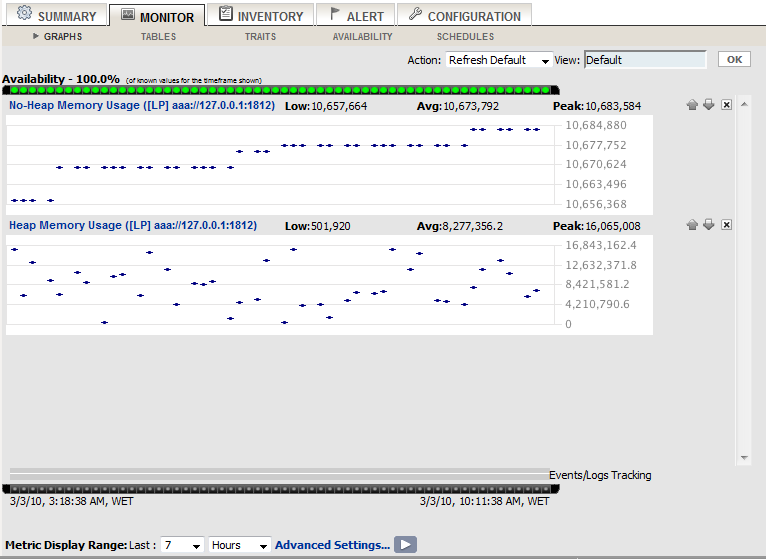 SUMMARY MONITOR INVENTORY ALERT CONFIGURATION
GRAPHS TABLES TRAITS AVAILABILITY SCHEDULES
Action: Refresh Default View: Default OK
Availability - 100.0% (of known values for the timeframe shown)
No-Heap Memory Usage ([LP] aaa://127.0.0.1:1812) Low:10,657,664 Avg:10,673,792 Peak:10,683,584
10,684,880
10,677,752
10,670,624
10,663,496
10,656,368
Heap Memory Usage ([LP] aaa://127.0.0.1:1812) Low:501,920 Avg:8,277,356.2 Peak:16,065,008
16,843,162.4
12,632,371.8
8,421,581.2
4,210,790.6
0
Events/Logs Tracking
3/3/10, 3:18:38 AM, WET 3/3/10, 10:11:38 AM, WET
Metric Display Range: Last : 7 Hours Advanced Settings...